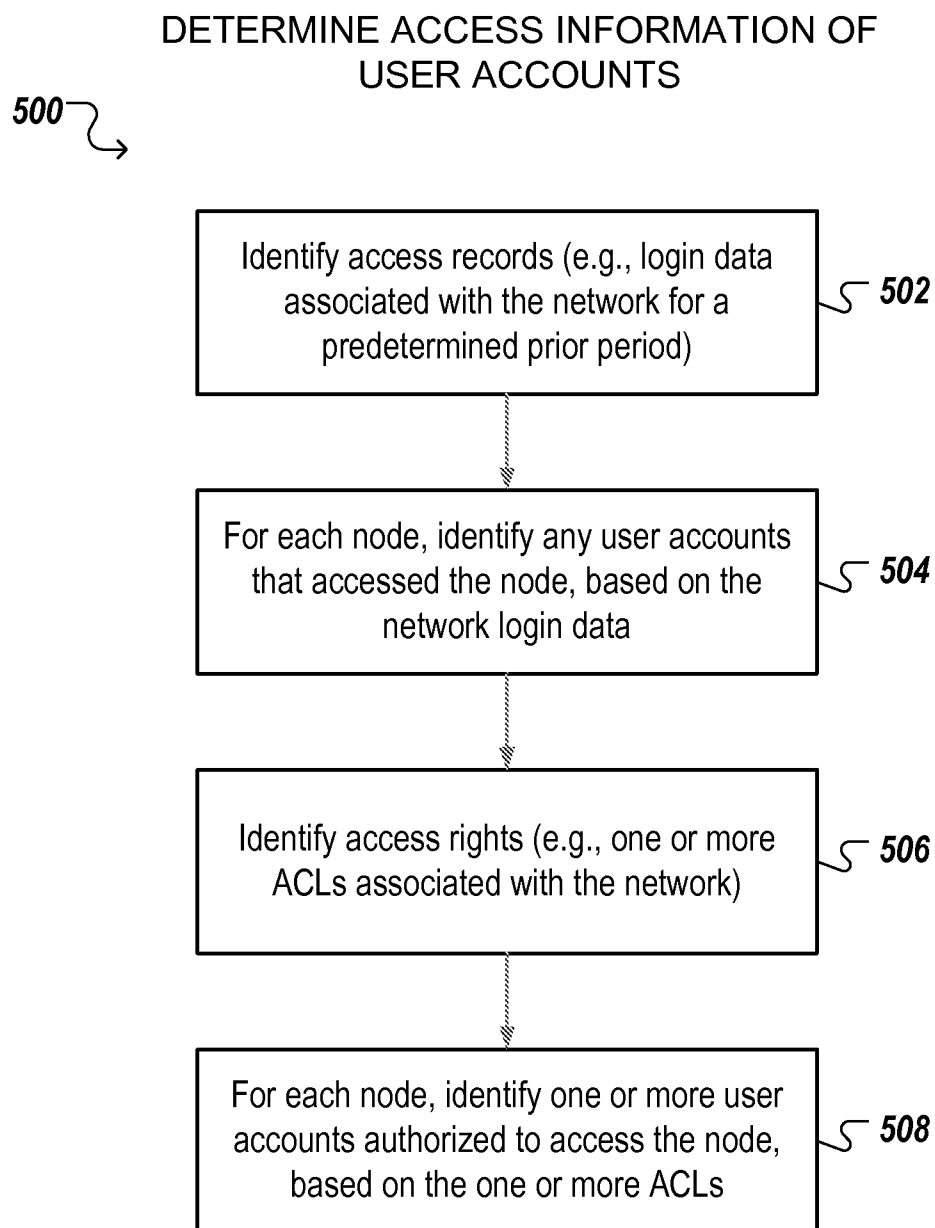 DETERMINE ACCESS INFORMATION OF
USER ACCOUNTS
500
Identify access records (e.g., login data
associated with the network for a
predetermined prior period)
502
For each node, identify any user accounts
that accessed the node, based on the
network login data
504
Identify access rights (e.g., one or more
ACLs associated with the network)
506
For each node, identify one or more user
accounts authorized to access the node,
based on the one or more ACLs
508